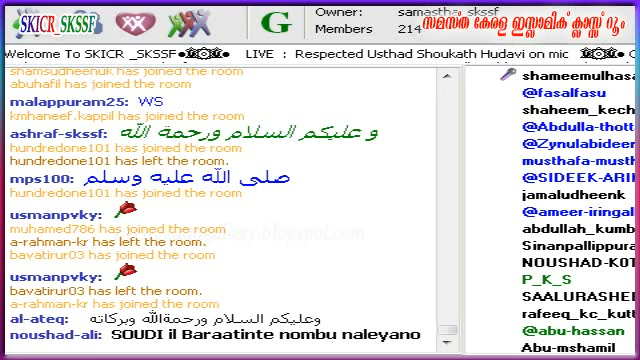 SKICR SKSSF
G
Owner: samastha_skssf
Members 214
സമസ്ത കേരള ഇസ്ലാമിക് ക്ലാസ്സ് റൂം
Welcome To SKICR _SKSSF LIVE : Respected Usthad Shoukath Hudavi on mic
shamsudheenuk has joined the room
abuhafil has joined the room
malappuram25: WS
kmhaneef.kappil has joined the room
ashraf-skssf: و عليكم السلام ورحمة الله
hundredone101 has joined the room
hundredone101 has left the room.
mps100: صلى الله عليه وسلم
hundredone101 has joined the room
usmanpvky:
muhamed786 has joined the room
a-rahman-kr has left the room.
bavatirur03 has joined the room
usmanpvky:
bavatirur03 has left the room.
a-rahman-kr has joined the room
al-ateq: وعليكم السلام ورحمةالله وبركاته
noushad-ali: SOUDI il Baraatinte nombu naleyano
shameemulhasa
@fasalfasu
shaheem_kech
@Abdulla-thott
@Zynulabideer
musthafa-musth
@SIDEEK-ARIK
jamaludheenk
@ameer-iringal
abdullah_kumb
Sinanpallippura
NOUSHAD-KOT
P_K_S
SAALURASHE
rafeeq_kc_kutt
@abu-hassan
Abu-mshamil